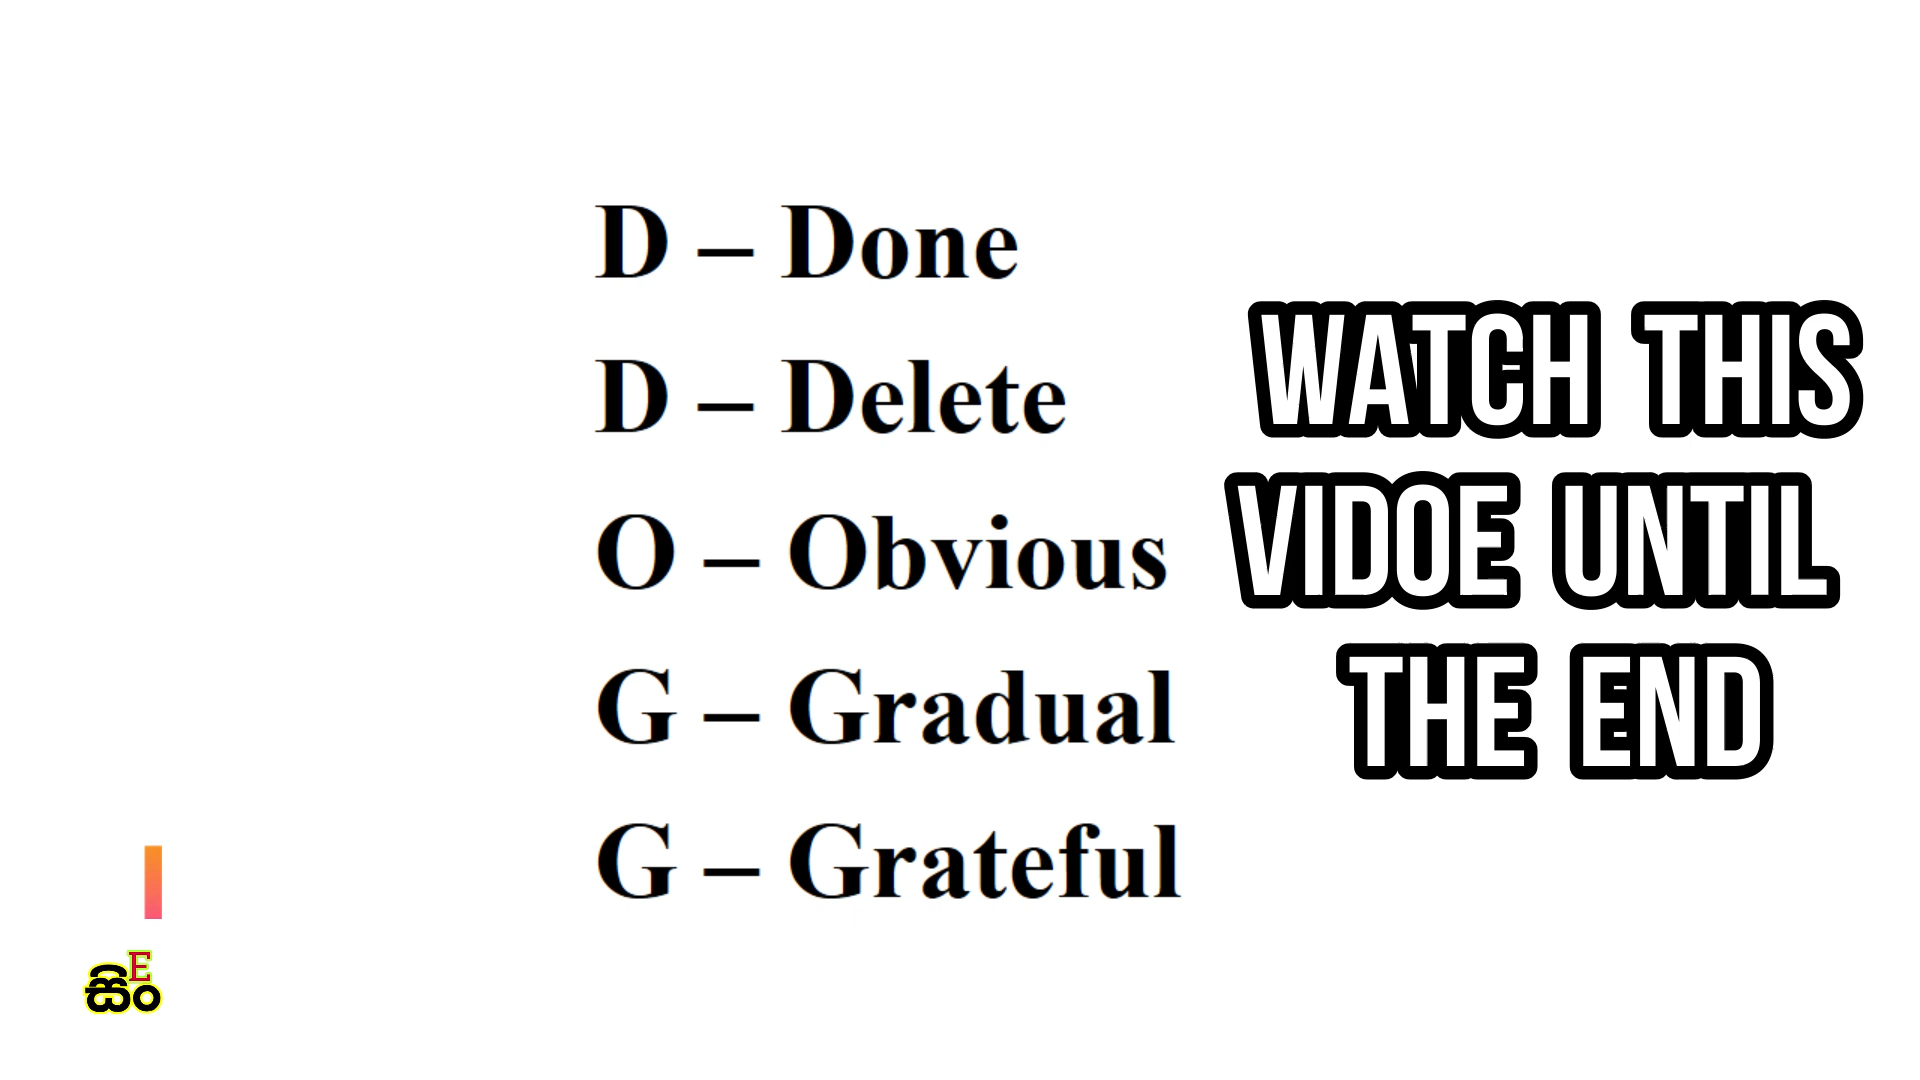 D – Done
D – Delete
O – Obvious
G – Gradual
G – Grateful
WATCH THIS
VIDOE UNTIL
THE END
E
සිං